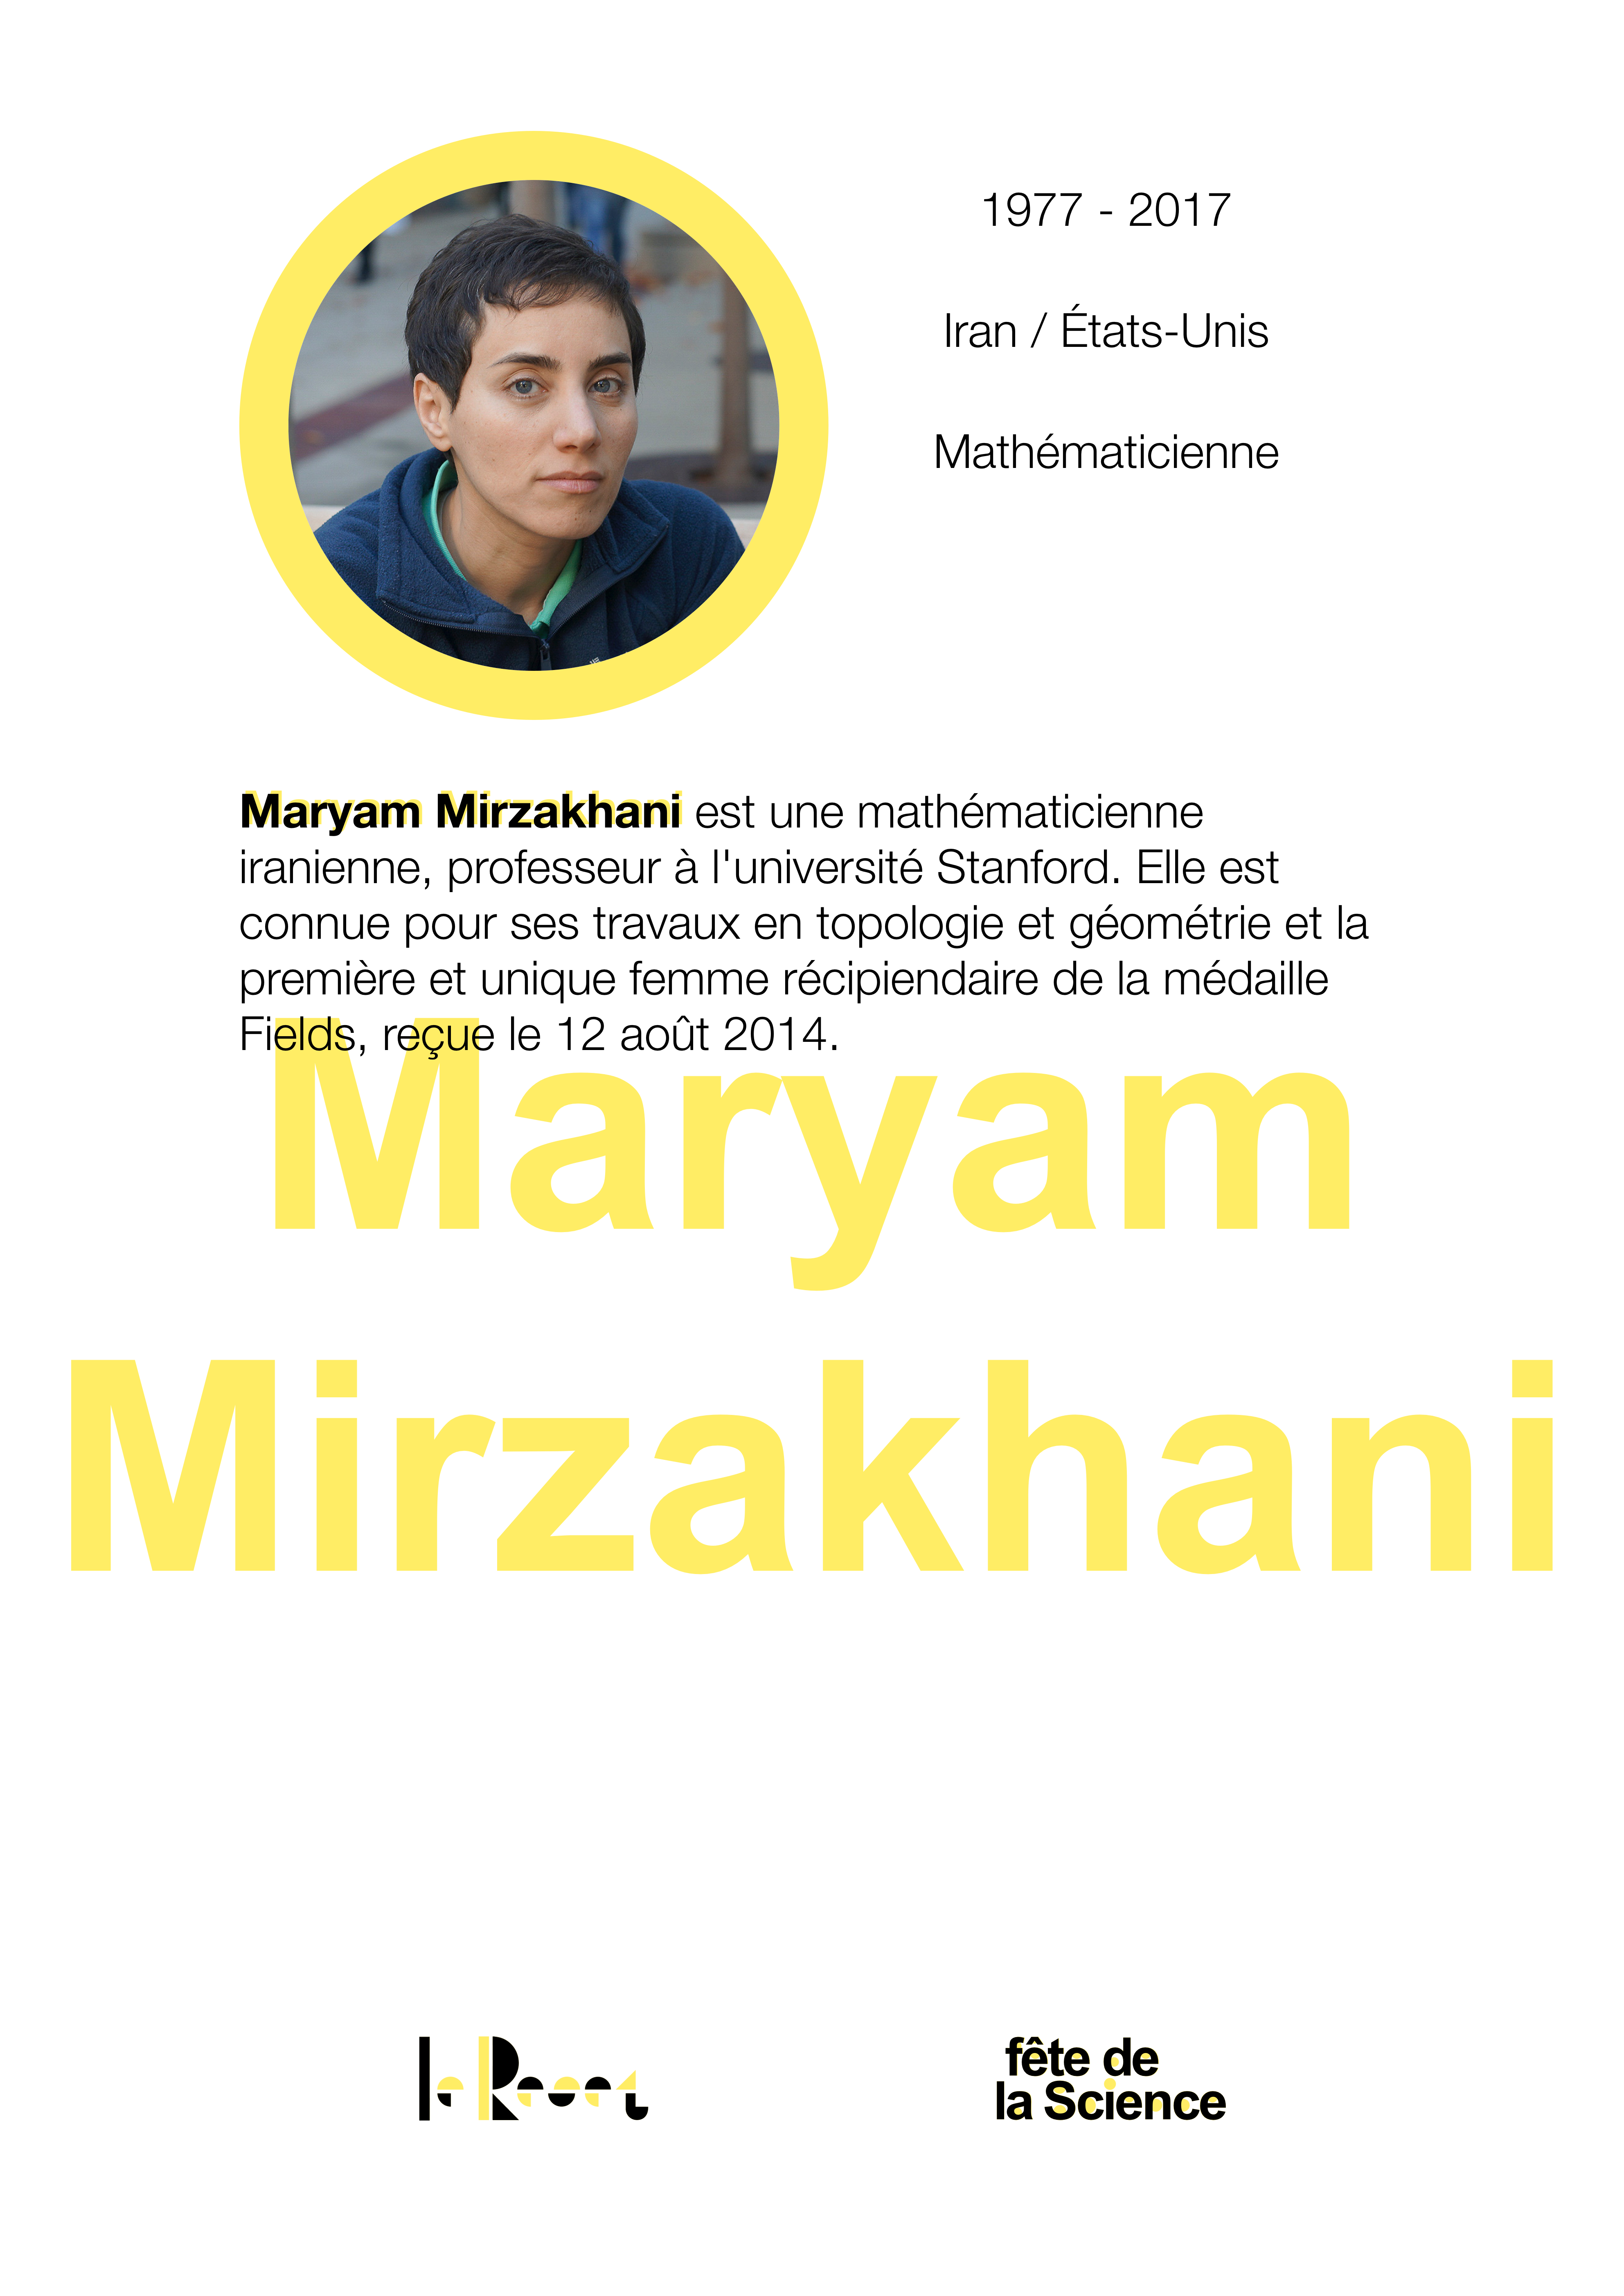 1977 - 2017
Iran / États-Unis
Mathématicienne
Maryam Mirzakhani est une mathématicienne
iranienne, professeur à l'université Stanford. Elle est
connue pour ses travaux en topologie et géométrie et la
première et unique femme récipiendaire de la médaille
Fields, reçue le 12 août 2014.
Maryam
Mirzakhani
le Reset
fête de
la Science